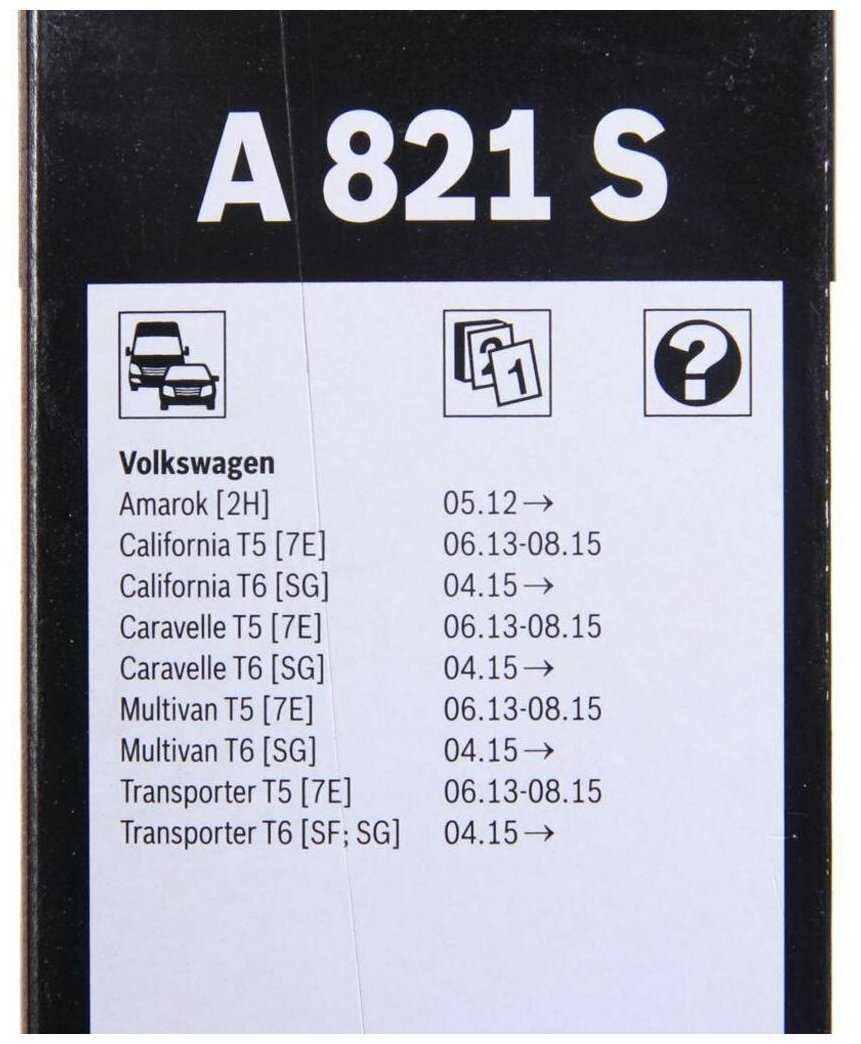 A 821 S
2 1 ?
Volkswagen
Amarok [2H] 05.12→
California T5 [7E] 06.13-08.15
California T6 [SG] 04.15→
Caravelle T5 [7E] 06.13-08.15
Caravelle T6 [SG] 04.15→
Multivan T5 [7E] 06.13-08.15
Multivan T6 [SG] 04.15→
Transporter T5 [7E] 06.13-08.15
Transporter T6 [SF; SG] 04.15→